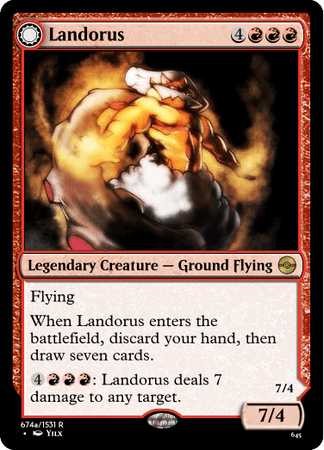 Landorus 4
Legendary Creature — Ground Flying
Flying
When Landorus enters the
battlefield, discard your hand, then
draw seven cards.
4: Landorus deals 7
damage to any target.
7/4
7/4
674a/1531 R
• YILX
645